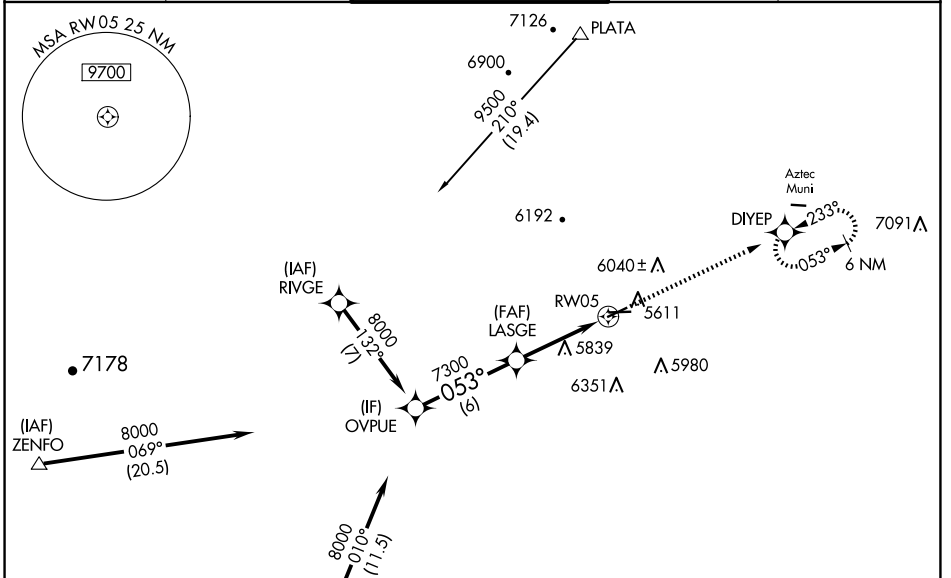 MSA RW05 25 NM
9700
7126
PLATA
6900
9500
210°
(19.4)
Aztec
Muni
6192
DIYEP
233°
7091
053°
6 NM
6040±
(IAF)
RIVGE
RW05
5611
(FAF)
LASGE
8000
132°
(7)
5839
7178
7300
053°
(6)
6351
5980
(IF)
OVPUE
(IAF)
ZENFO
8000
069°
(20.5)
8000
010°
(11.5)